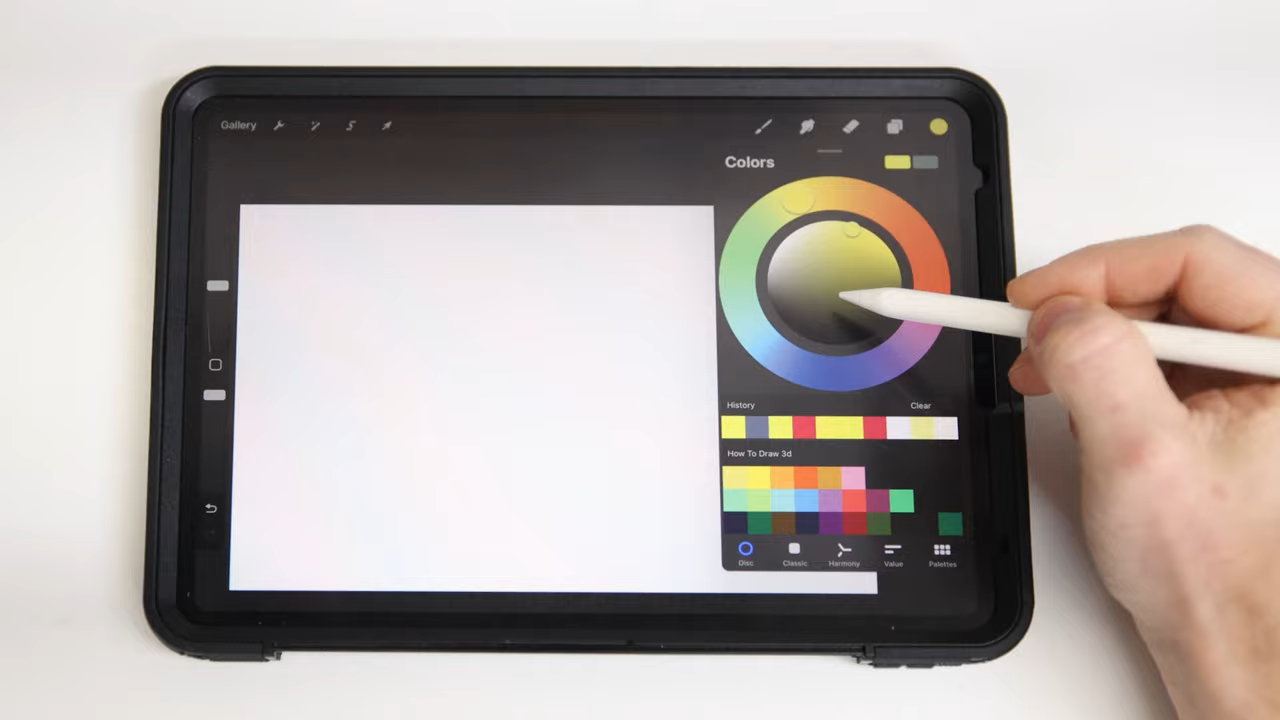 Gallery
Colors
History Clear
How To Draw 3d
Disc Classic Harmony Value Palettes